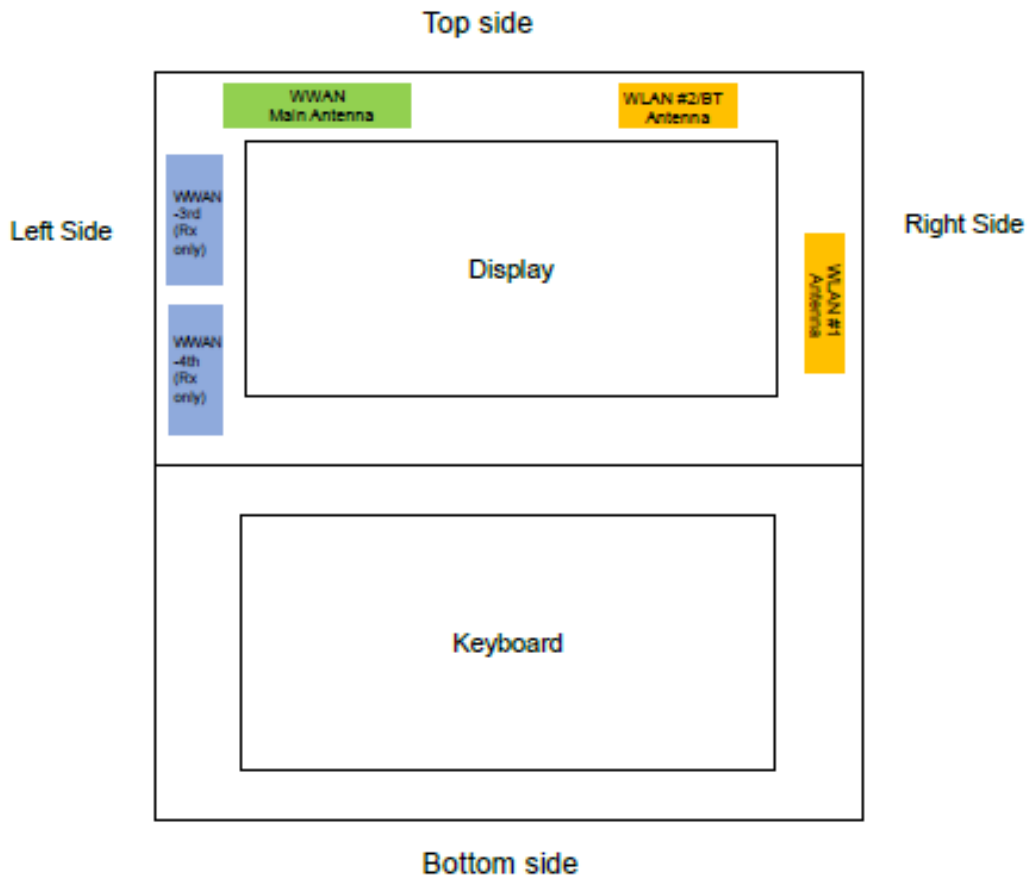 Top side
WWAN
Main Antenna
WLAN #2/BT
Antenna
WWAN
-3rd
(Rx
only)
Left Side
Right Side
Display
WLAN #1
Antenna
WWAN
-4th
(Rx
only)
Keyboard
Bottom side